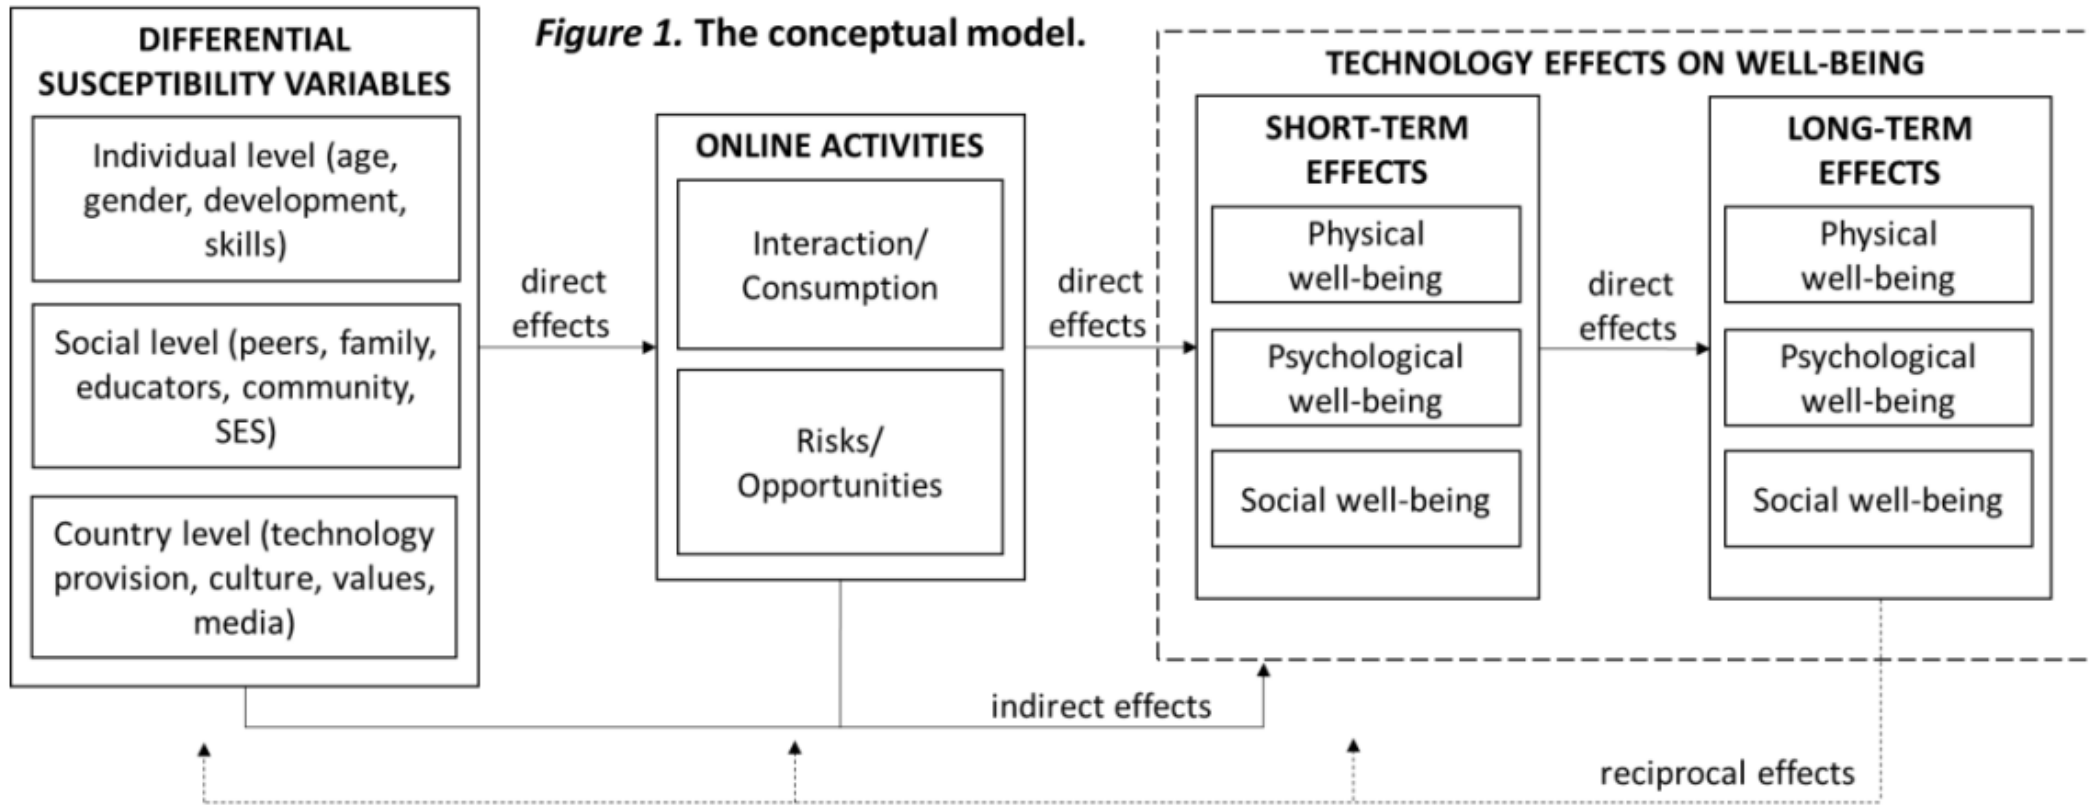 Figure 1. The conceptual model.
DIFFERENTIAL
SUSCEPTIBILITY VARIABLES
Individual level (age,
gender, development,
skills)
Social level (peers, family,
educators, community,
SES)
Country level (technology
provision, culture, values,
media)
direct
effects
ONLINE ACTIVITIES
Interaction/
Consumption
Risks/
Opportunities
direct
effects
TECHNOLOGY EFFECTS ON WELL-BEING
SHORT-TERM
EFFECTS
Physical
well-being
Psychological
well-being
Social well-being
direct
effects
LONG-TERM
EFFECTS
Physical
well-being
Psychological
well-being
Social well-being
indirect effects
reciprocal effects